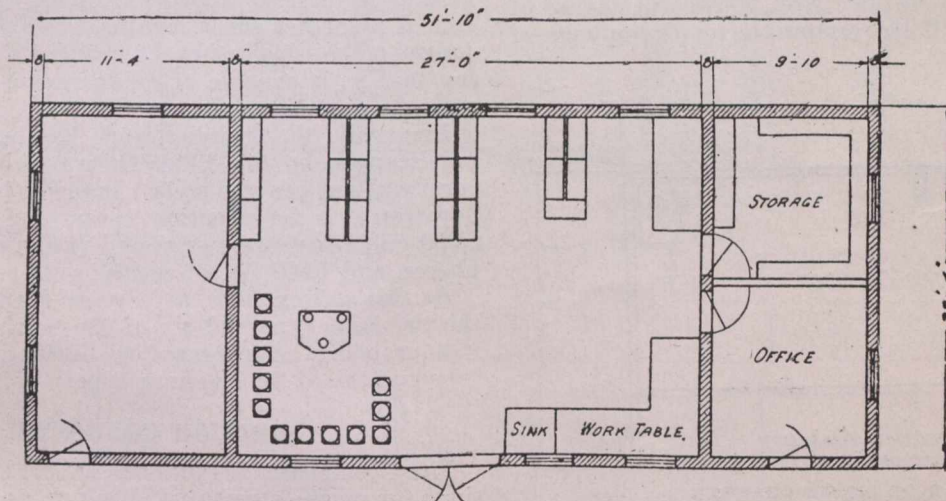 51'-10"
8 11-4 8 27-0" 8 9-10 8
STORAGE
OFFICE
SINK WORK TABLE.